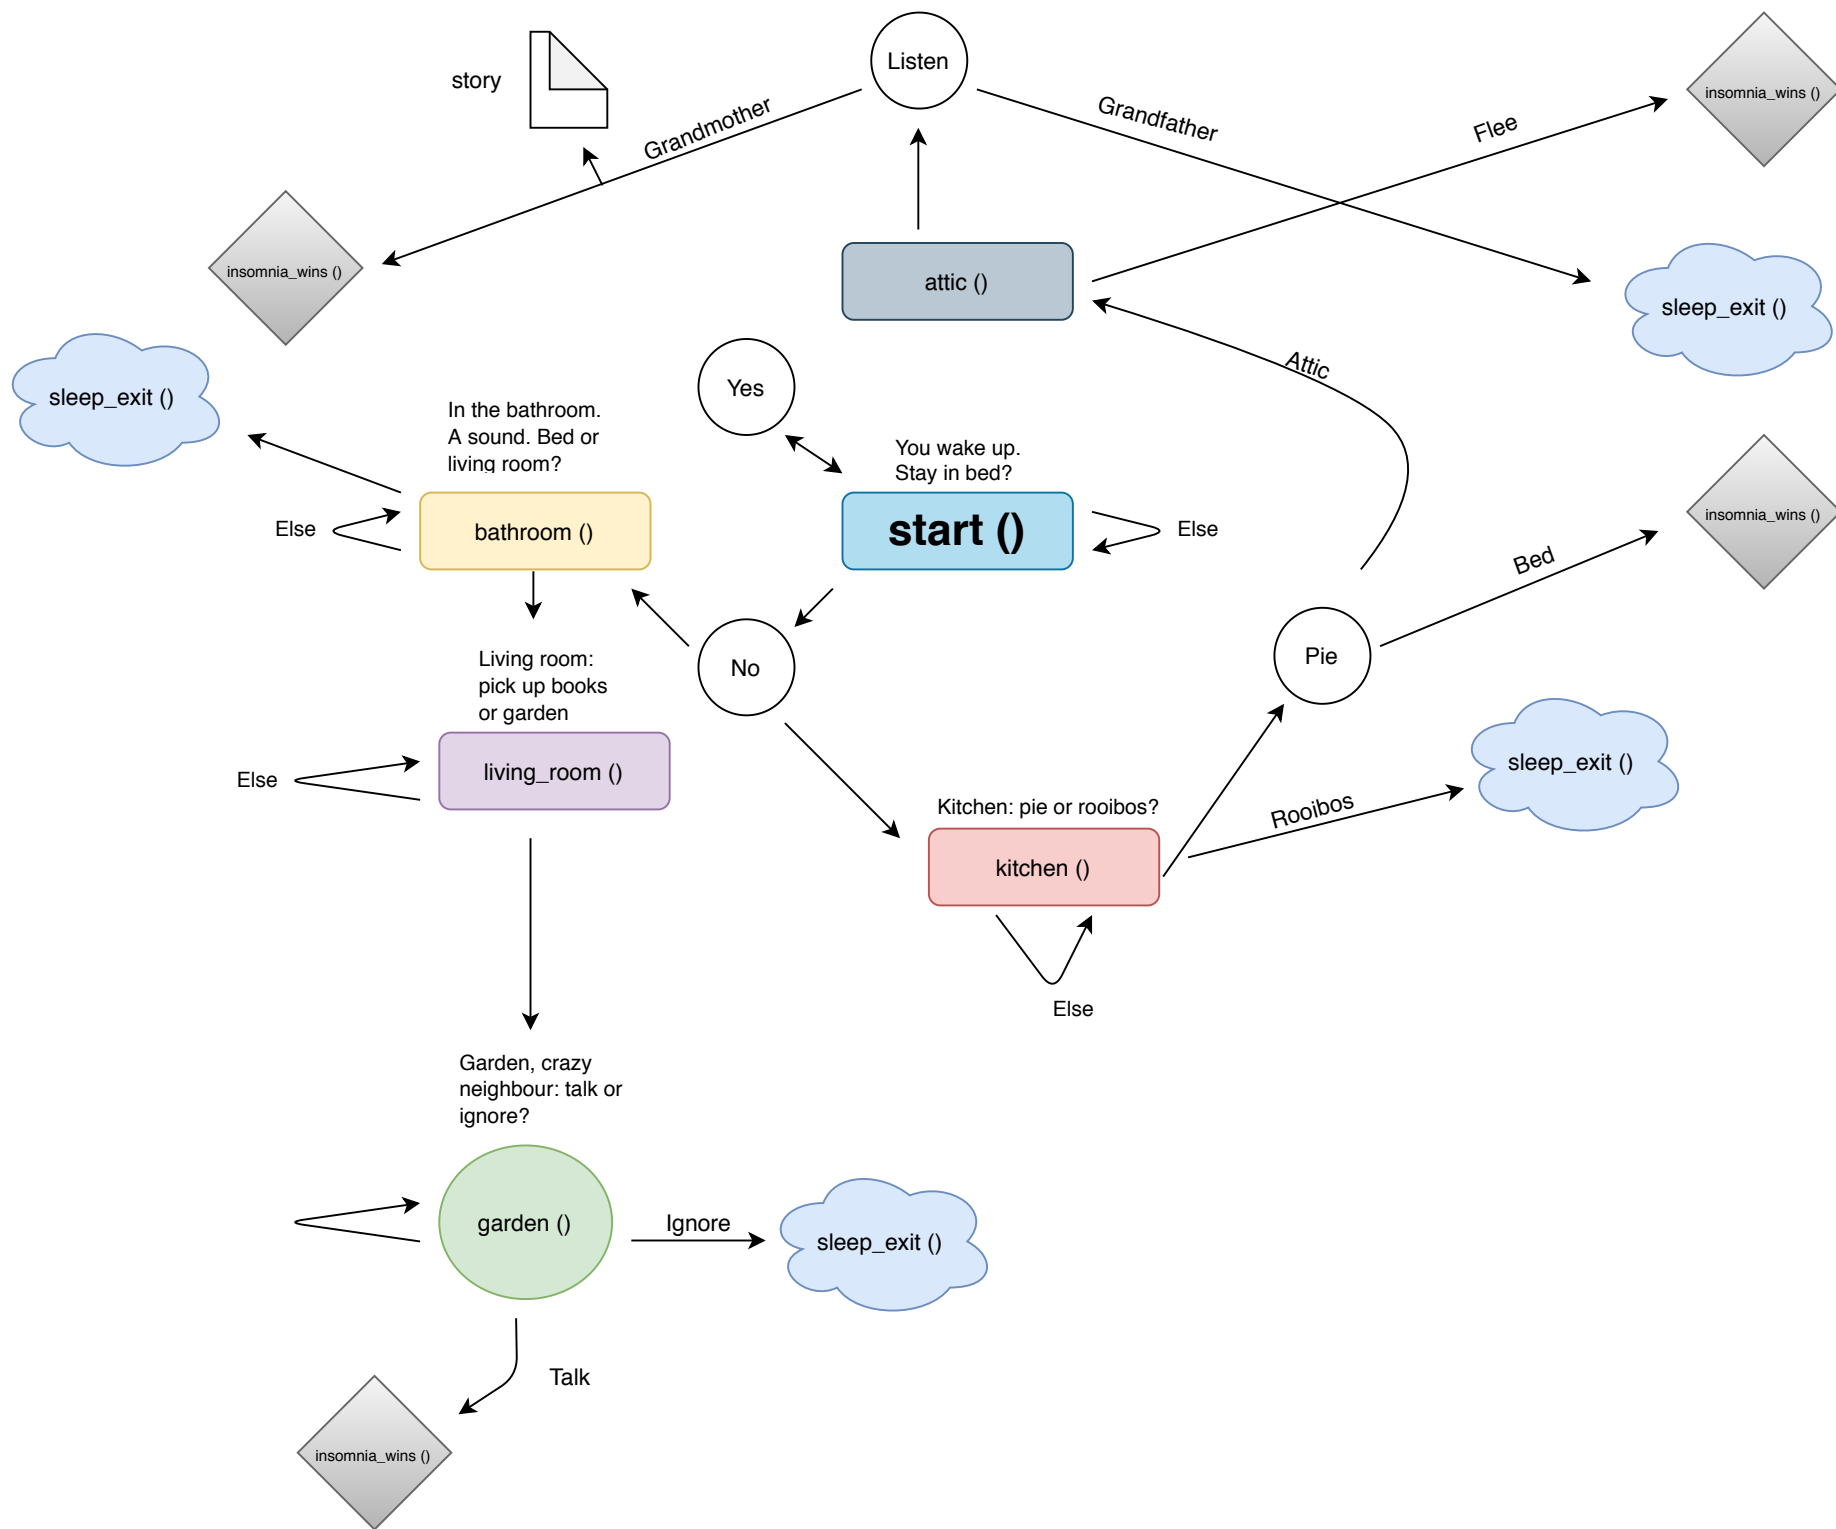 Listen
story
Grandmother
Grandfather
Flee
insomnia_wins ()
insomnia_wins ()
attic ()
sleep_exit ()
Attic
Yes
sleep_exit ()
In the bathroom.
A sound. Bed or
living room?
You wake up.
Stay in bed?
insomnia_wins ()
Else
bathroom ()
start ()
Else
Bed
Living room:
pick up books
or garden
No
Pie
Else
living_room ()
sleep_exit ()
Kitchen: pie or rooibos?
Rooibos
kitchen ()
Else
Garden, crazy
neighbour: talk or
ignore?
garden ()
Ignore
sleep_exit ()
Talk
insomnia_wins ()